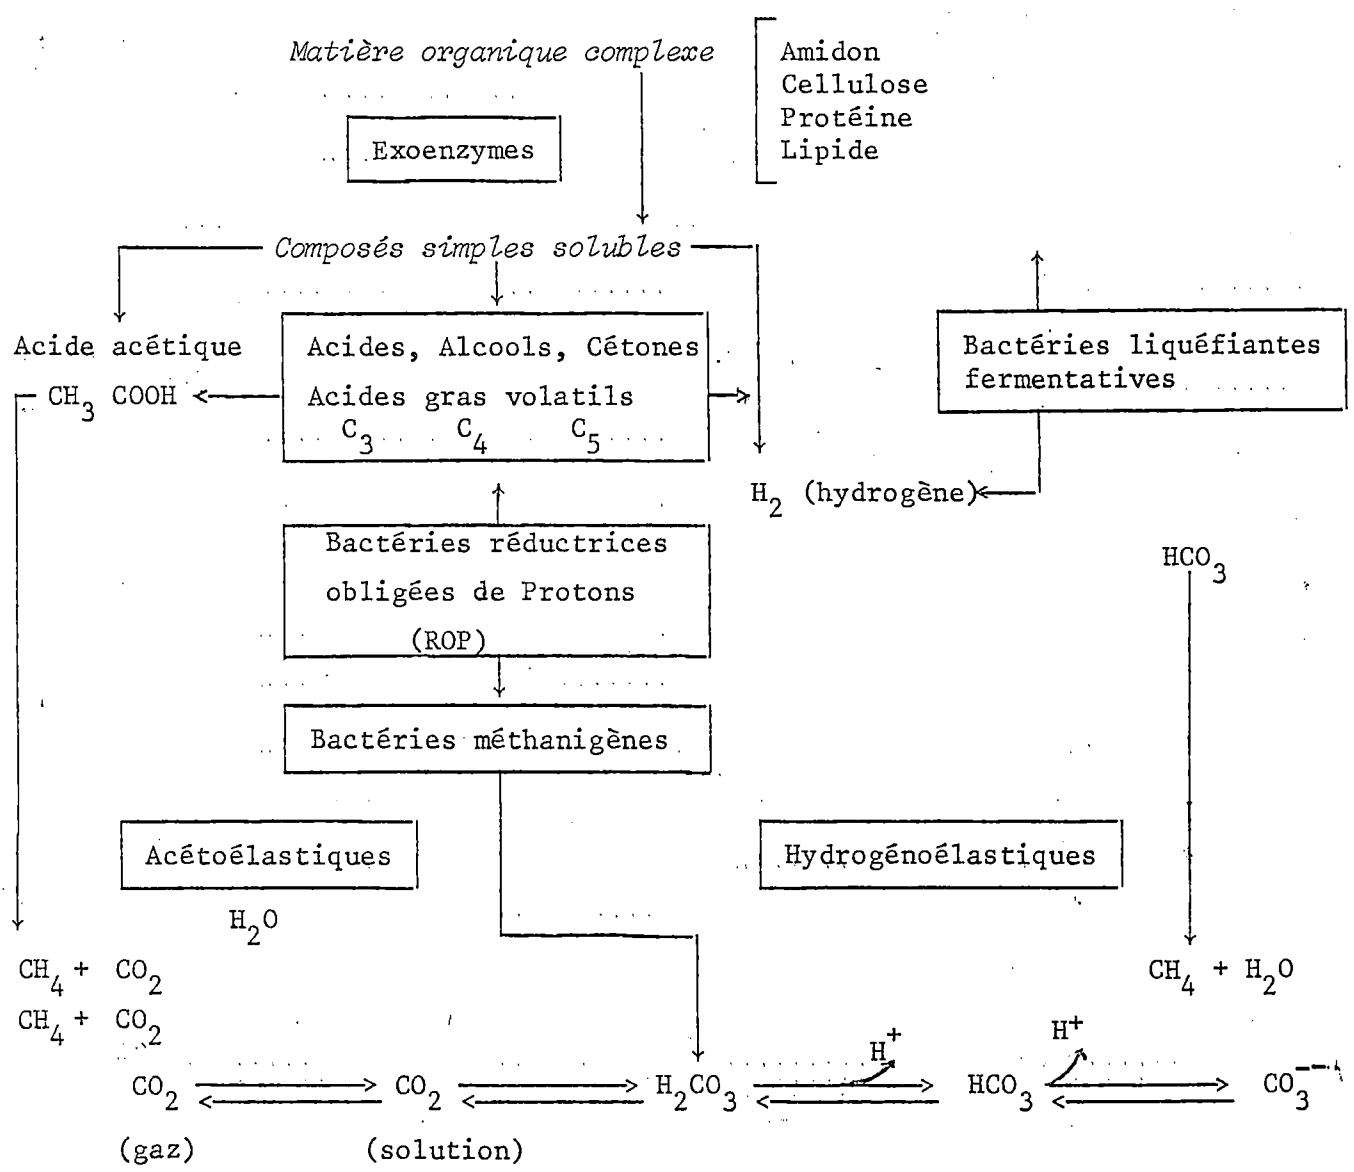 Matière organique complexe
Amidon
Cellulose
Protéine
Lipide
Exoenzymes
Composés simples solubles
Acide acétique
CH3 COOH
Acides, Alcools, Cétones
Acides gras volatils
C3 C4 C5
Bactéries liquéfiantes
fermentatives
H2 (hydrogène)
Bactéries réductrices
obligées de Protons
(ROP)
HCO3
Bactéries méthanigènes
Acétoélastiques
Hydrogénoélastiques
H2O
CH4 + CO2
CH4 + CO2
CH4 + H2O
H+
H+
CO2
CO2
H2CO3
HCO3
CO3--
(gaz)
(solution)